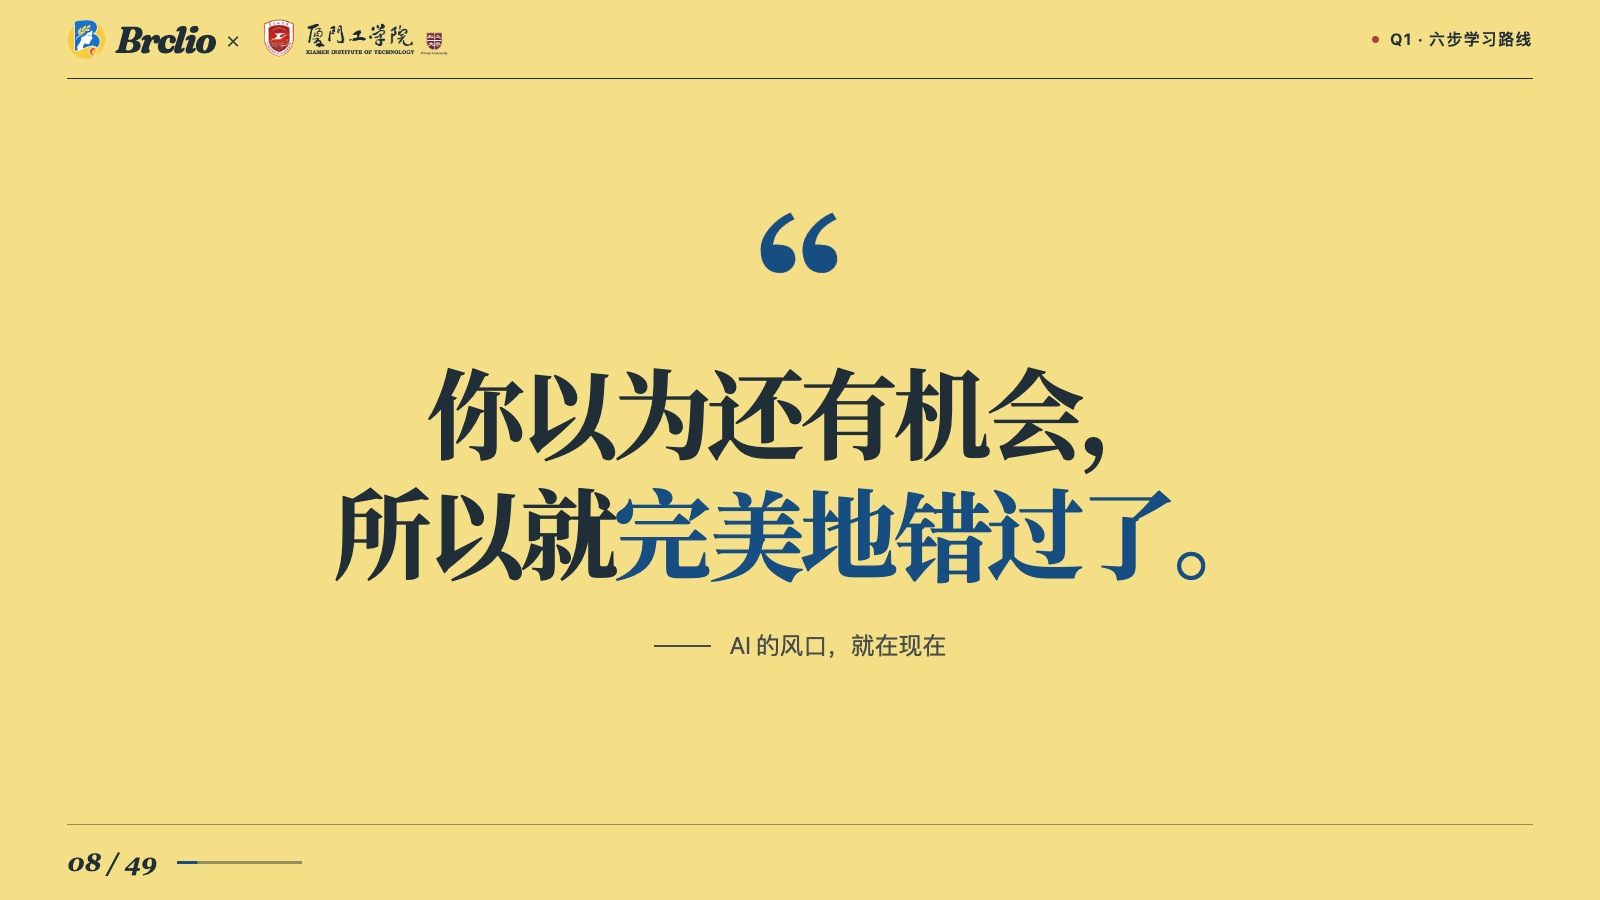 Brclio ×
厦门工学院
XIAMEN INSTITUTE OF TECHNOLOGY
Q1 · 六步学习路线
“
你以为还有机会，
所以就完美地错过了。
—— AI 的风口，就在现在
08 / 49